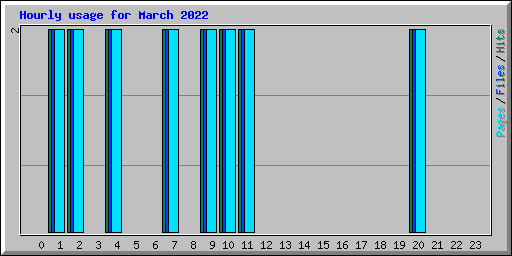 Hourly usage for March 2022
2
Pages/Files/Hits
0 1 2 3 4 5 6 7 8 9 10 11 12 13 14 15 16 17 18 19 20 21 22 23